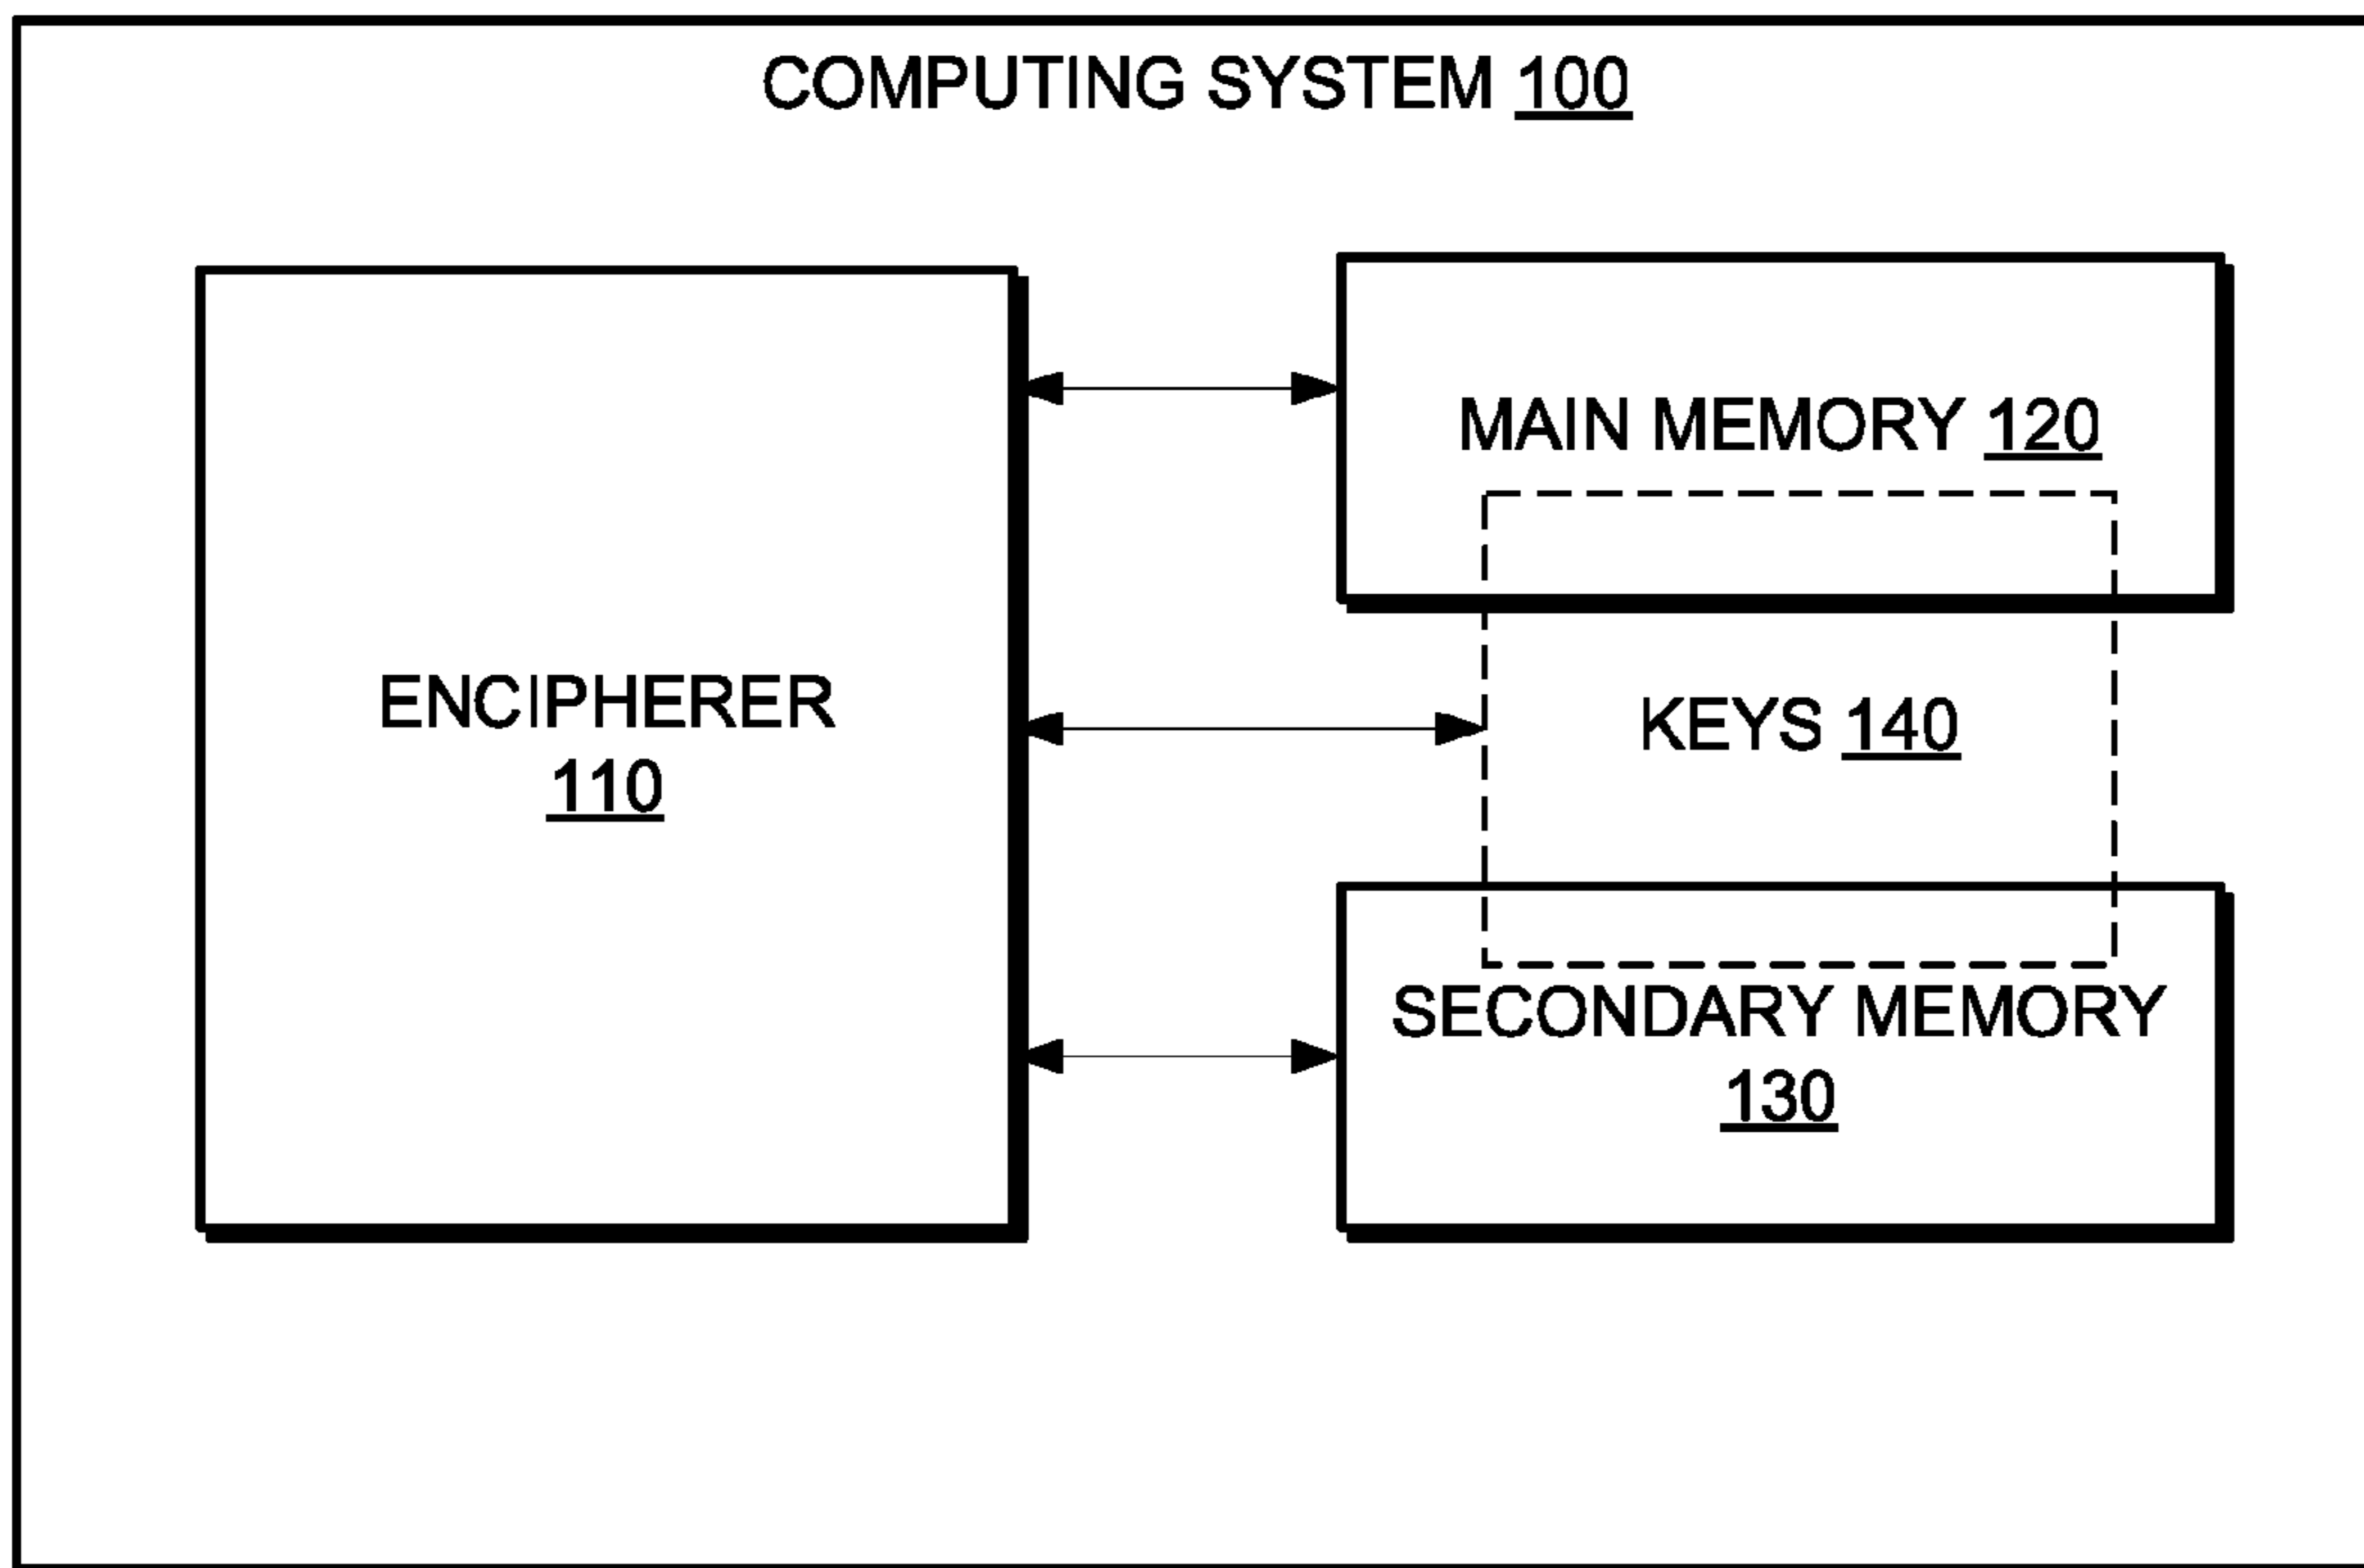 COMPUTING SYSTEM 100
MAIN MEMORY 120
ENCIPHERER
110
KEYS 140
SECONDARY MEMORY
130